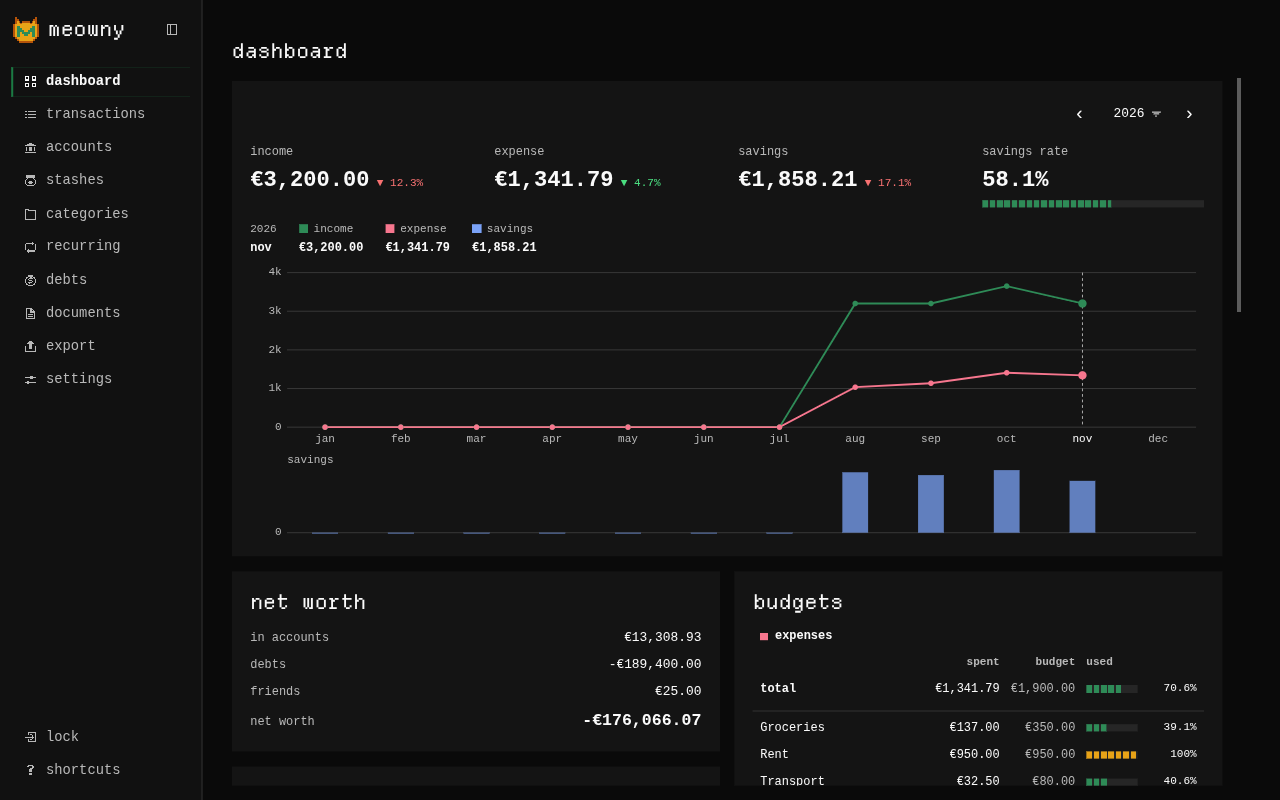 meowny
dashboard
transactions
accounts
stashes
categories
recurring
debts
documents
export
settings
lock
shortcuts
dashboard
‹ 2026 ›
income expense savings savings rate
€3,200.00 ▼ 12.3% €1,341.79 ▼ 4.7% €1,858.21 ▼ 17.1% 58.1%
2026 income expense savings
nov €3,200.00 €1,341.79 €1,858.21
4k
3k
2k
1k
0
jan feb mar apr may jun jul aug sep oct nov dec
savings
0
net worth
in accounts €13,308.93
debts -€189,400.00
friends €25.00
net worth -€176,066.07
budgets
expenses
spent budget used
total €1,341.79 €1,900.00 70.6%
Groceries €137.00 €350.00 39.1%
Rent €950.00 €950.00 100%
Transport €32.50 €80.00 40.6%